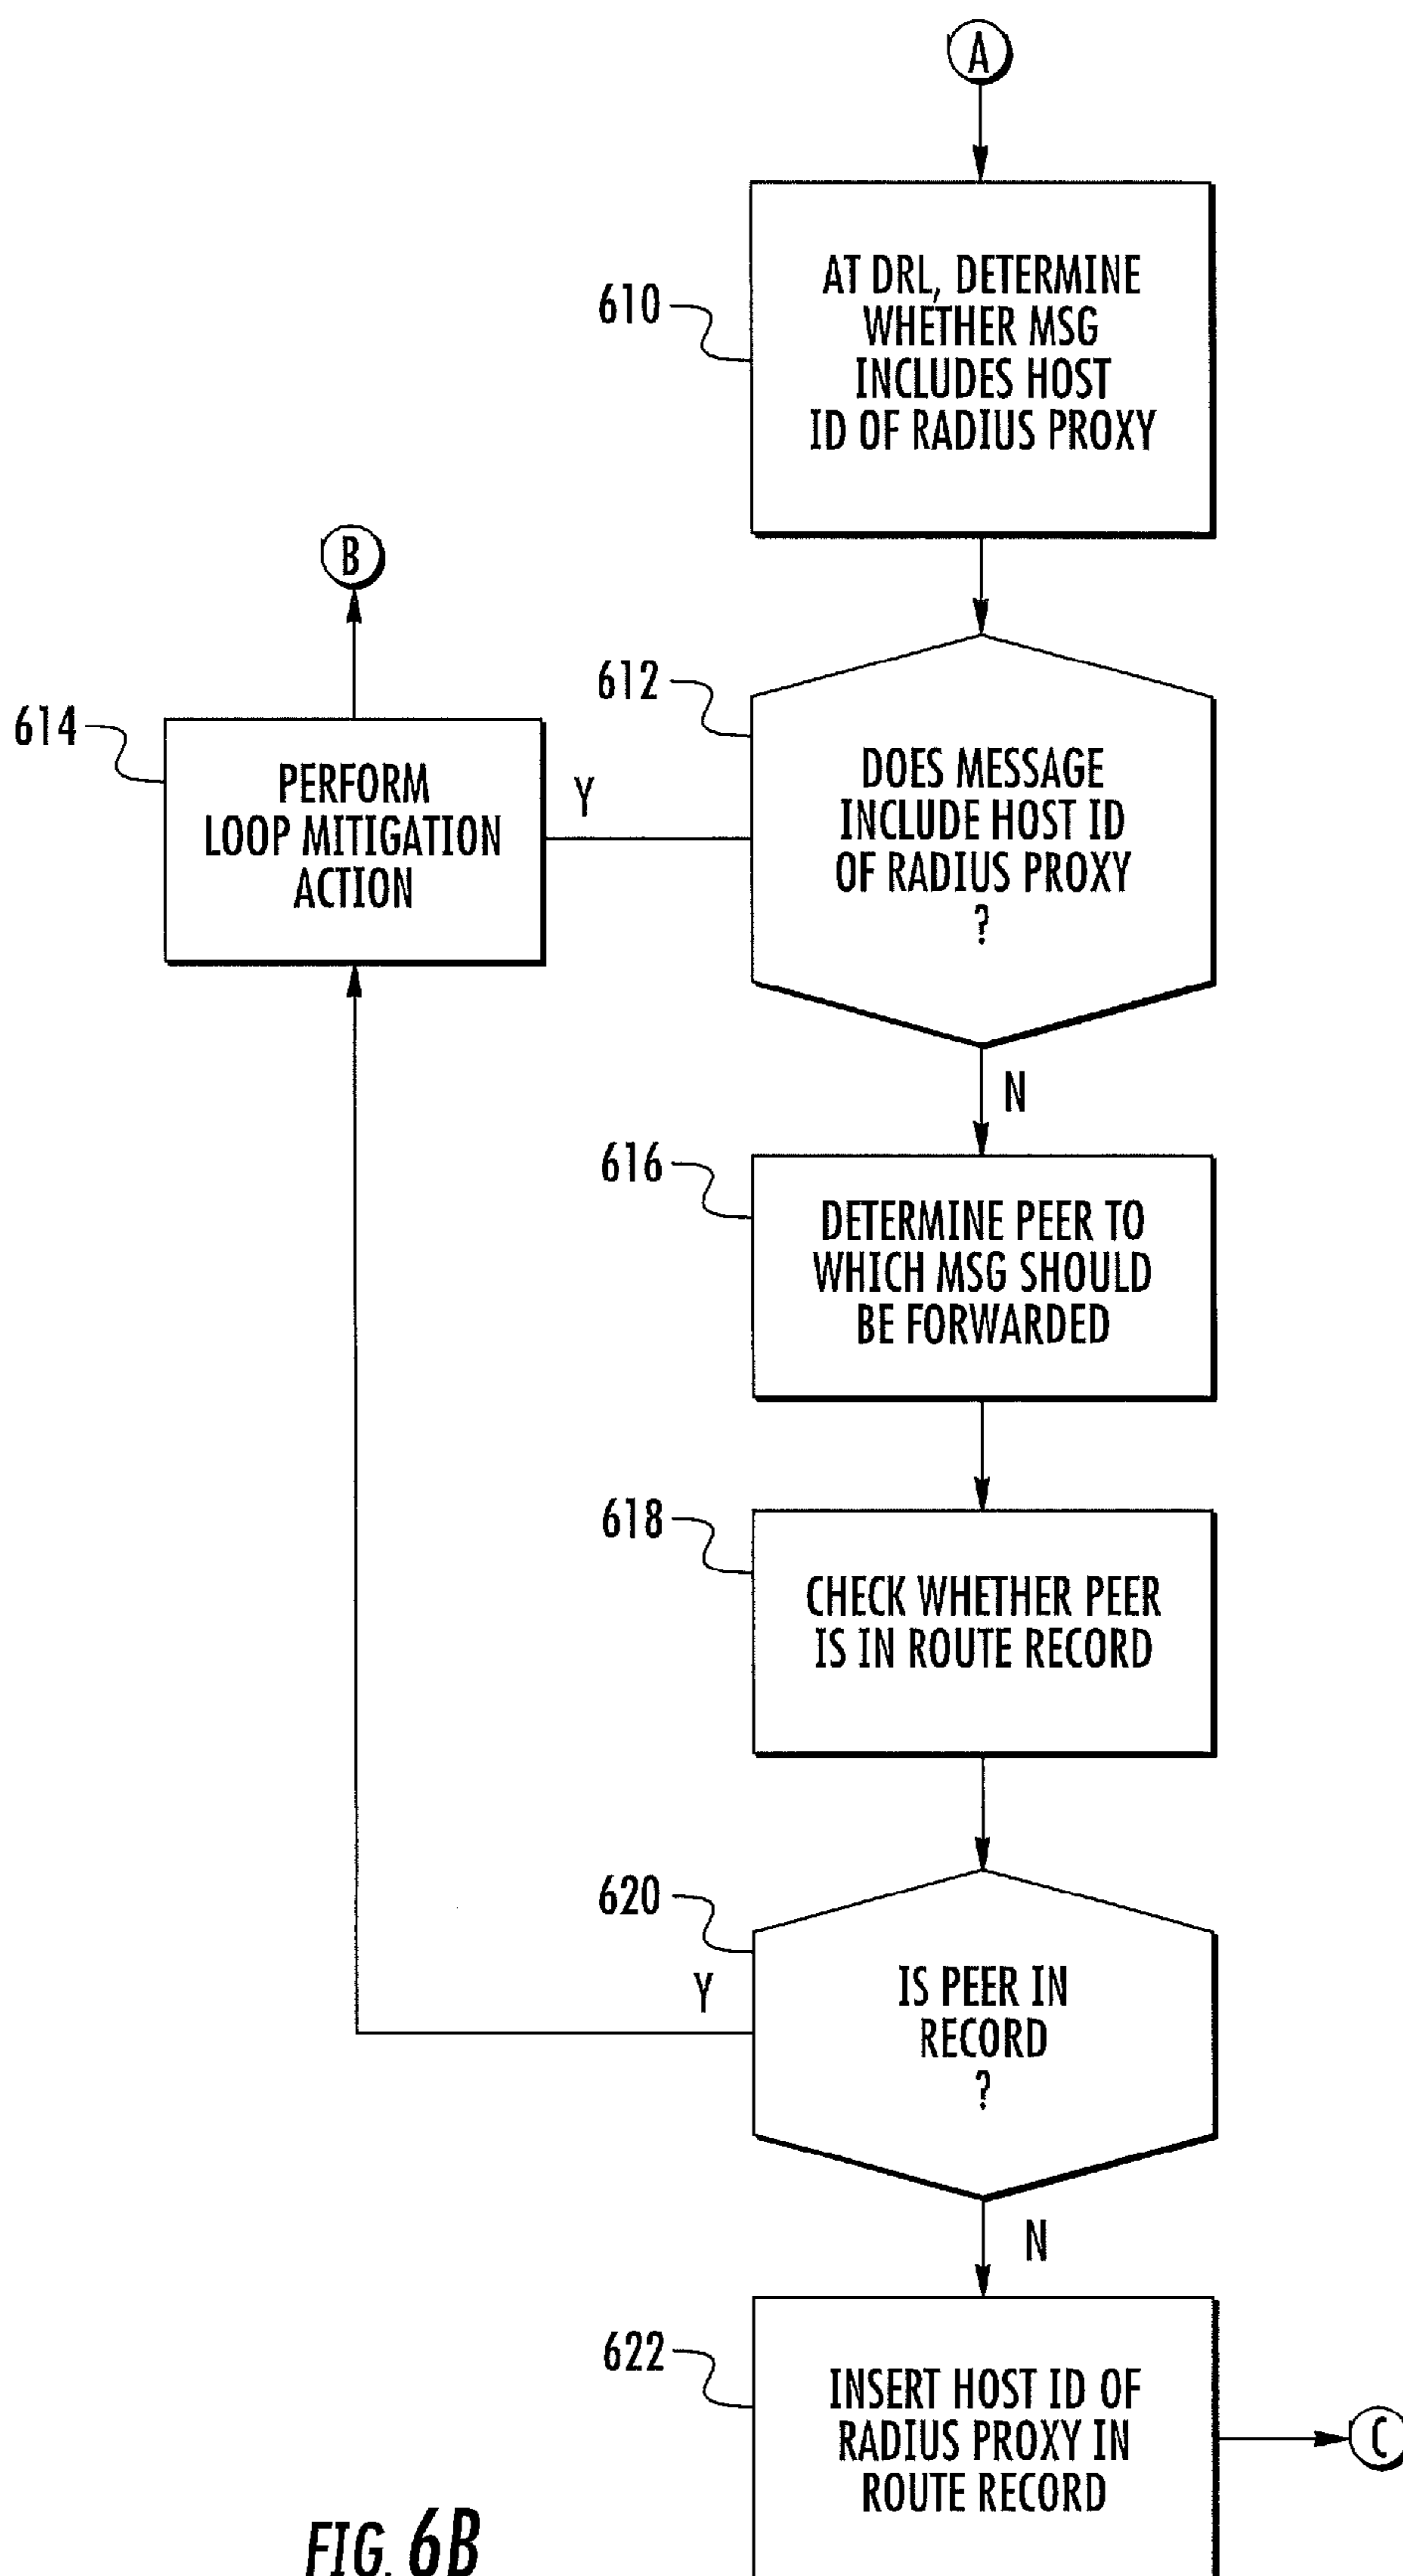 A
610
AT DRL, DETERMINE
WHETHER MSG
INCLUDES HOST
ID OF RADIUS PROXY
B
612
DOES MESSAGE
INCLUDE HOST ID
OF RADIUS PROXY
?
614
PERFORM
LOOP MITIGATION
ACTION
Y
N
616
DETERMINE PEER TO
WHICH MSG SHOULD
BE FORWARDED
618
CHECK WHETHER PEER
IS IN ROUTE RECORD
620
IS PEER IN
RECORD
?
Y
N
622
INSERT HOST ID OF
RADIUS PROXY IN
ROUTE RECORD
C
FIG. 6B